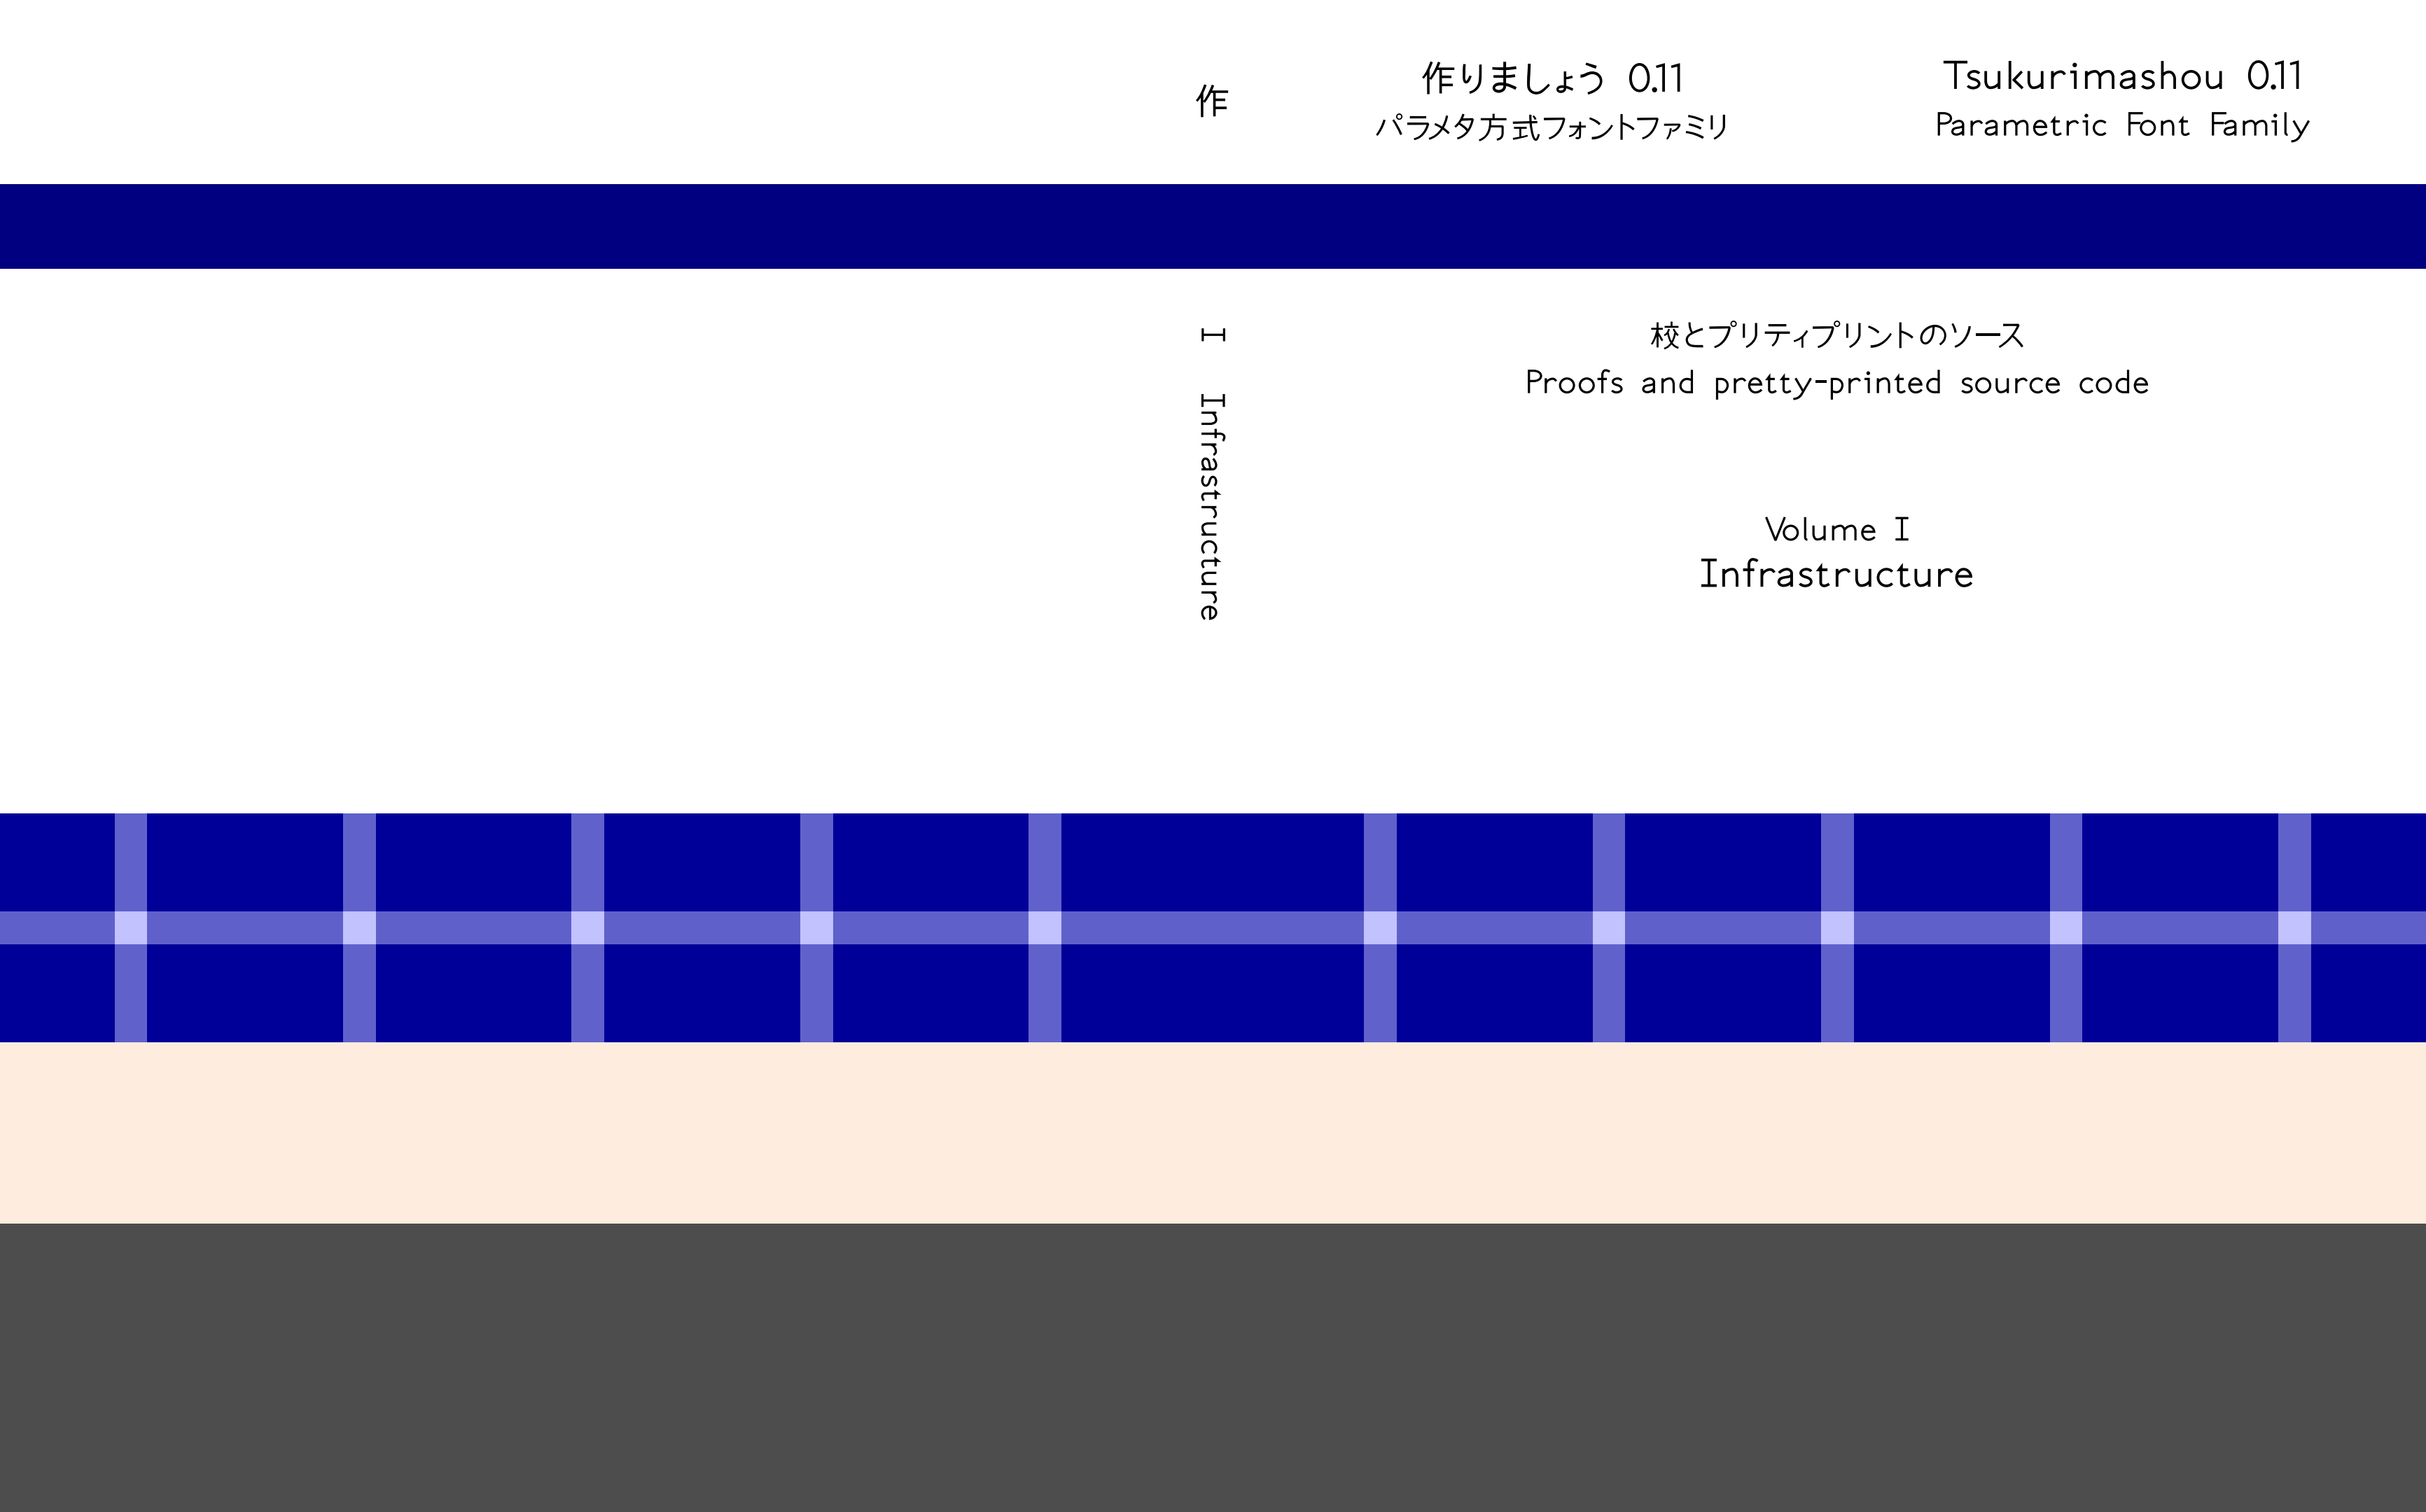 作
I Infrastructure
作りましょう 0.11
パラメタ方式フォントファミリ
Tsukurimashou 0.11
Parametric Font Family
校とプリティプリントのソース
Proofs and pretty-printed source code
Volume I
Infrastructure